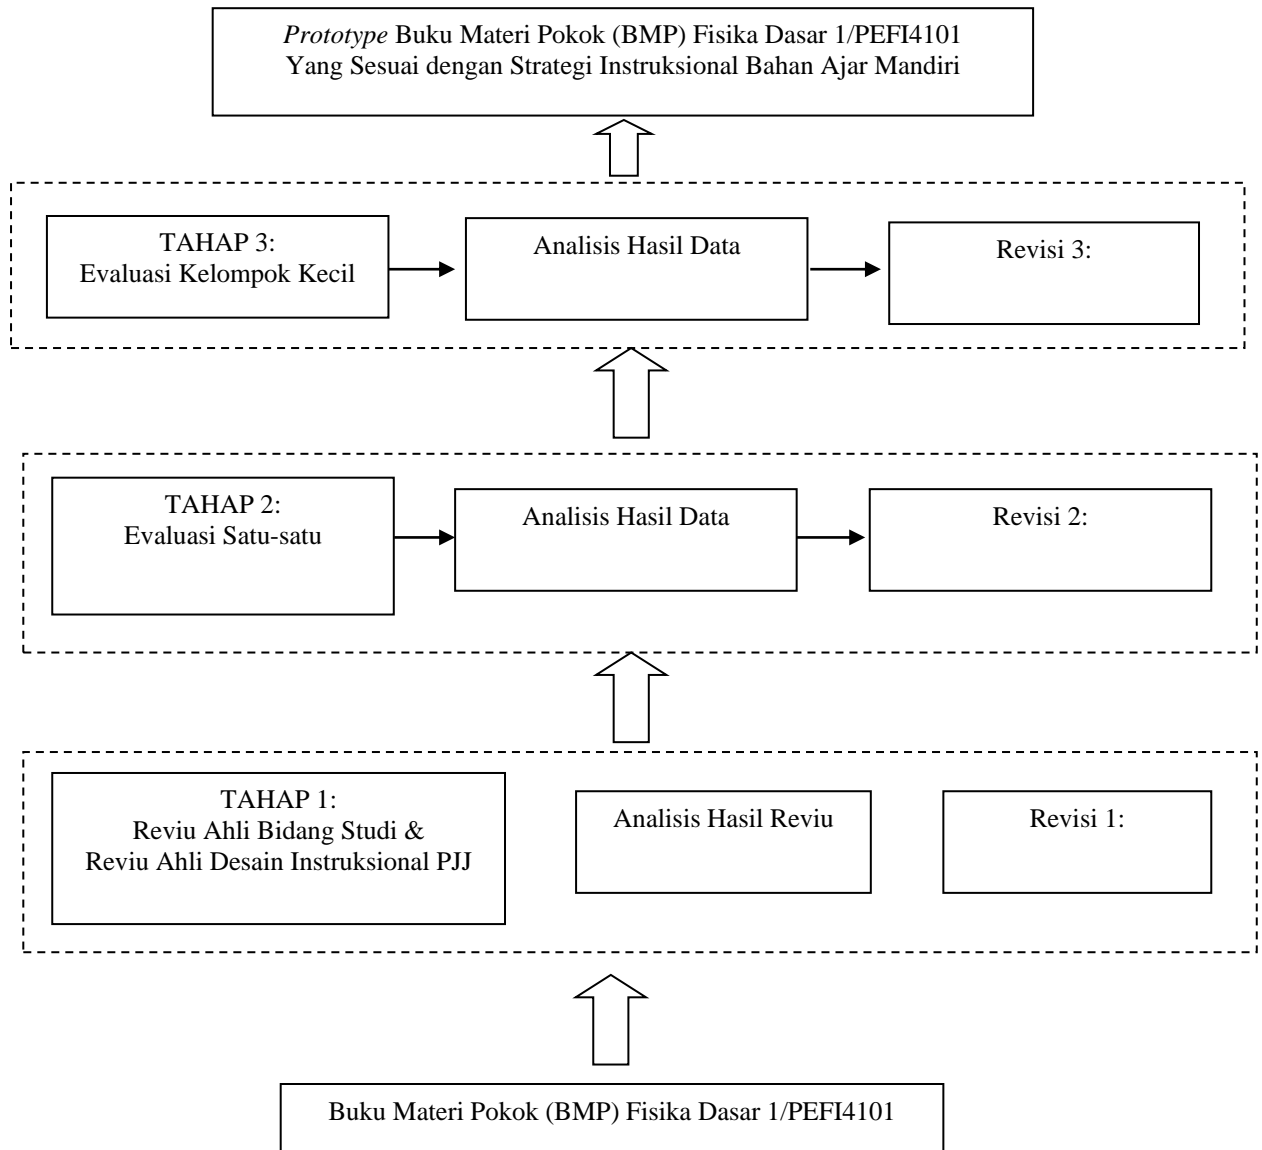 Prototype Buku Materi Pokok (BMP) Fisika Dasar 1/PEFI4101
Yang Sesuai dengan Strategi Instruksional Bahan Ajar Mandiri
TAHAP 3:
Evaluasi Kelompok Kecil
Analisis Hasil Data
Revisi 3:
TAHAP 2:
Evaluasi Satu-satu
Analisis Hasil Data
Revisi 2:
TAHAP 1:
Reviu Ahli Bidang Studi &
Reviu Ahli Desain Instruksional PJJ
Analisis Hasil Reviu
Revisi 1:
Buku Materi Pokok (BMP) Fisika Dasar 1/PEFI4101